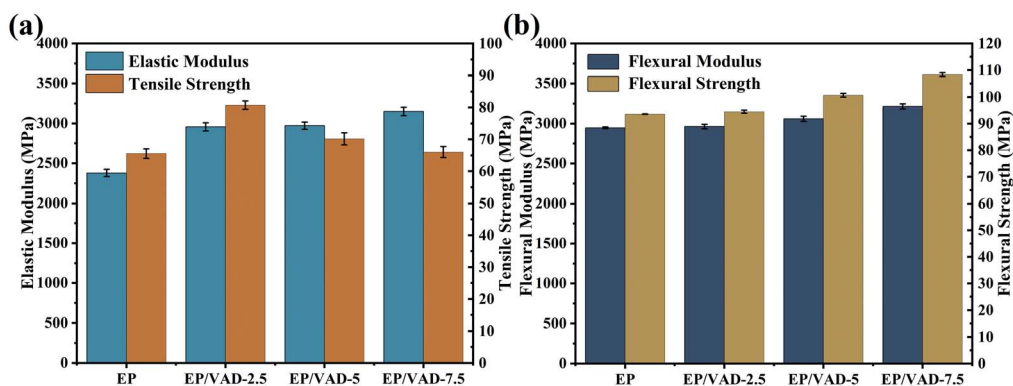 (a)
4000
3500
3000
2500
2000
1500
1000
500
0
Elastic Modulus (MPa)
Elastic Modulus
Tensile Strength
100
90
80
70
60
50
40
30
20
10
0
Tensile Strength (MPa)
EP
EP/VAD-2.5
EP/VAD-5
EP/VAD-7.5
(b)
4000
3500
3000
2500
2000
1500
1000
500
0
Flexural Modulus (MPa)
Flexural Modulus
Flexural Strength
120
110
100
90
80
70
60
50
40
30
20
10
0
Flexural Strength (MPa)
EP
EP/VAD-2.5
EP/VAD-5
EP/VAD-7.5